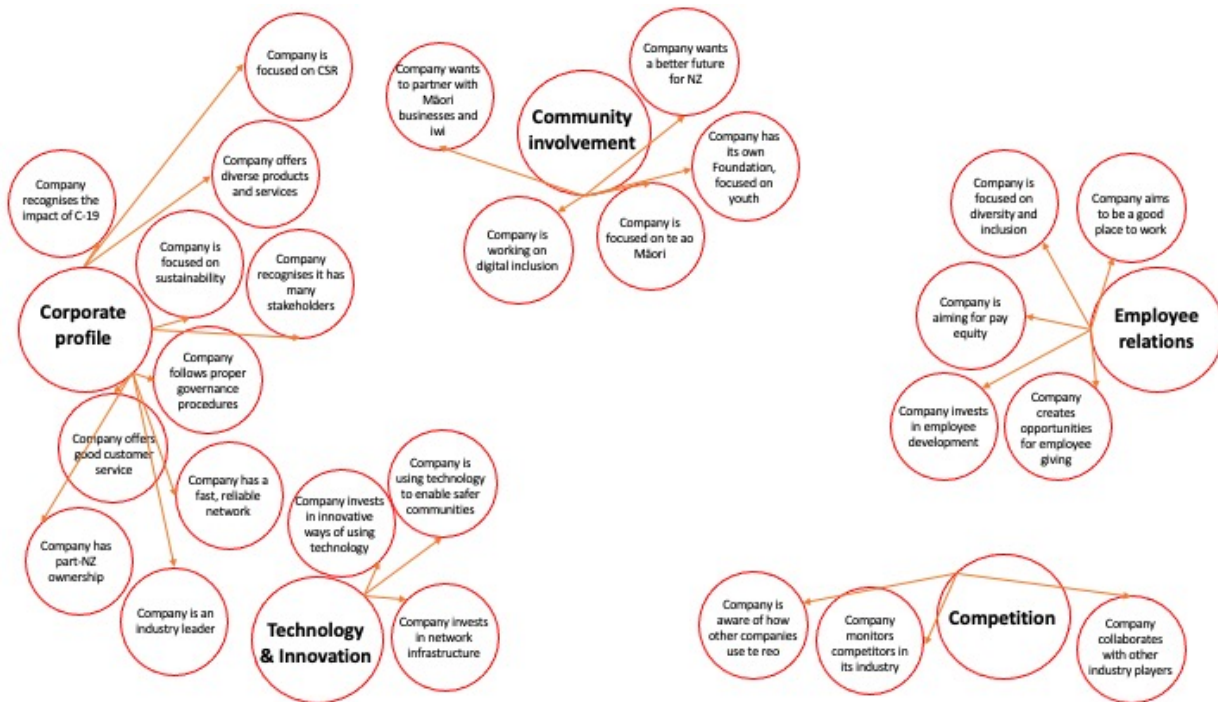 Company is
focused on CSR
Company offers
diverse products
and services
Company
recognises the
impact of C-19
Company is
focused on
sustainability
Company
recognises it has
many
stakeholders
Corporate
profile
Company
follows proper
governance
procedures
Company offers
good customer
service
Company has a
fast, reliable
network
Company has
part-NZ
ownership
Company is an
industry leader
Company wants
to partner with
Māori
businesses and
iwi
Community
involvement
Company wants
a better future
for NZ
Company has
its own
Foundation,
focused on
youth
Company is
working on
digital inclusion
Company is
focused on te ao
Māori
Company is
focused on
diversity and
inclusion
Company aims
to be a good
place to work
Company is
aiming for pay
equity
Employee
relations
Company invests
in employee
development
Company
creates
opportunities
for employee
giving
Company invests
in innovative
ways of using
technology
Company is
using technology
to enable safer
communities
Technology
& Innovation
Company invests
in network
infrastructure
Company is
aware of how
other companies
use te reo
Company
monitors
competitors in
its industry
Competition
Company
collaborates
with other
industry players